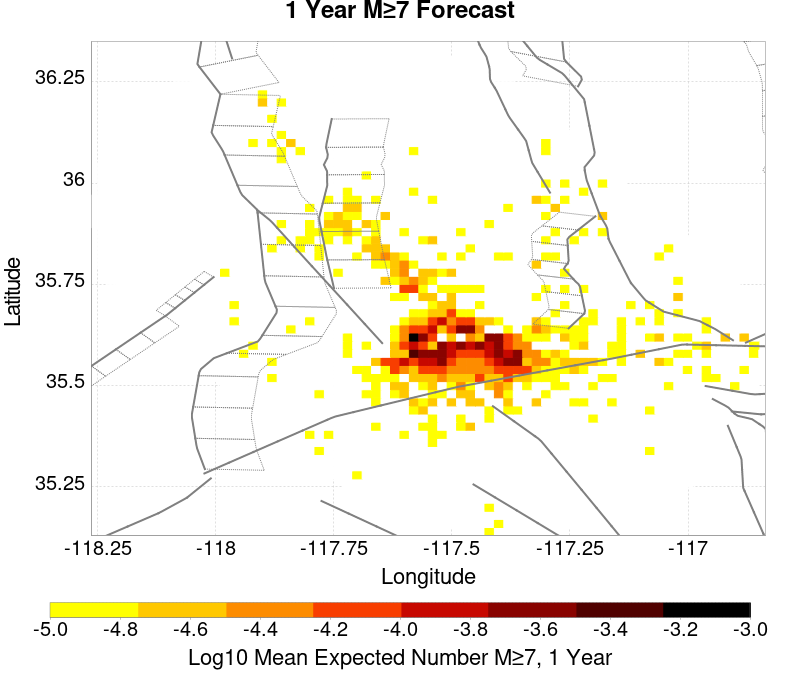 1 Year M≥7 Forecast
36.25
36
35.75
35.5
35.25
Latitude
-118.25 -118 -117.75 -117.5 -117.25 -117
Longitude
-5.0 -4.8 -4.6 -4.4 -4.2 -4.0 -3.8 -3.6 -3.4 -3.2 -3.0
Log10 Mean Expected Number M≥7, 1 Year